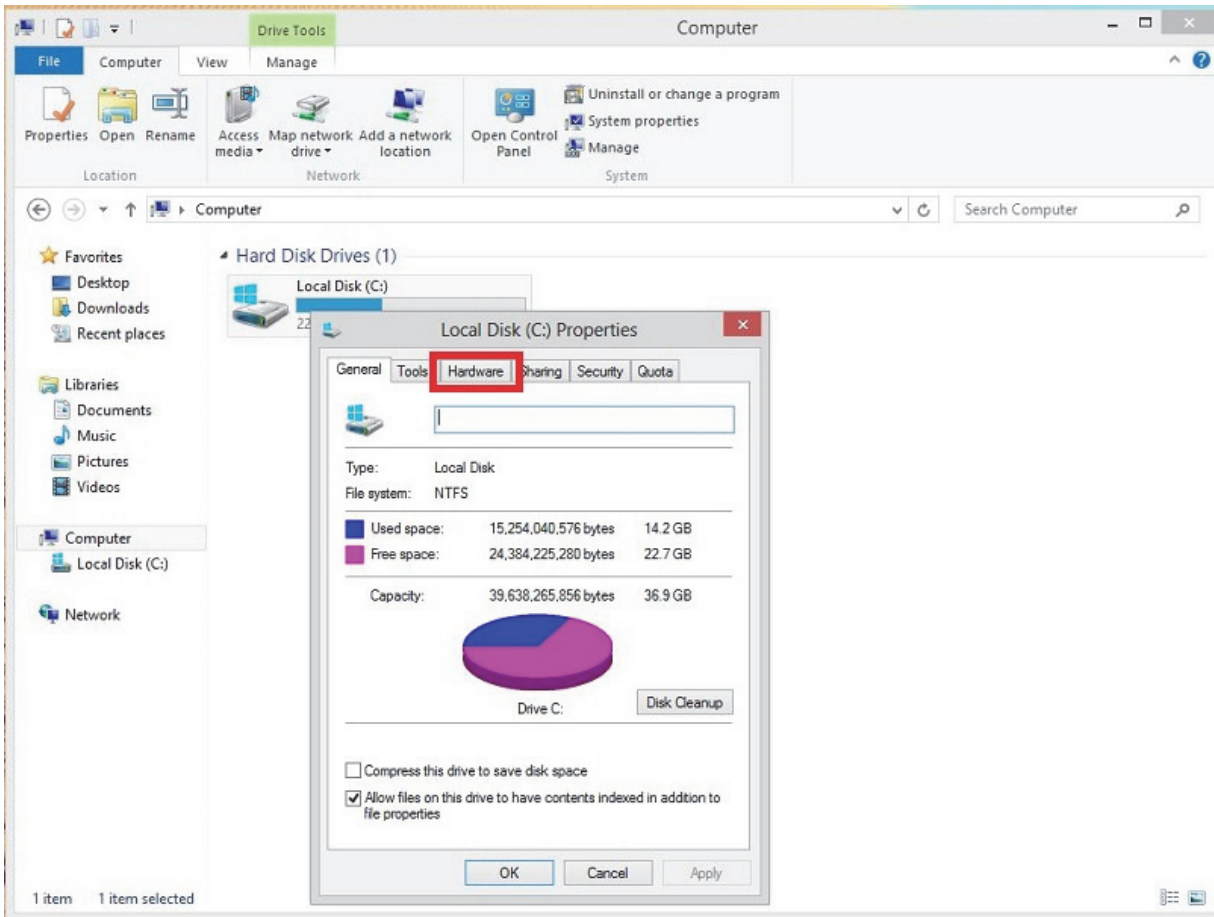 Drive Tools
Computer
File Computer View Manage
Properties Open Rename
Access media Map network drive Add a network location
Open Control Panel
Uninstall or change a program
System properties
Manage
Location Network System
Computer
Search Computer
Favorites
Desktop
Downloads
Recent places
Libraries
Documents
Music
Pictures
Videos
Computer
Local Disk (C:)
Network
Hard Disk Drives (1)
Local Disk (C:)
22
Local Disk (C:) Properties
General Tools Hardware Sharing Security Quota
Type: Local Disk
File system: NTFS
Used space: 15,254,040,576 bytes 14.2 GB
Free space: 24,384,225,280 bytes 22.7 GB
Capacity: 39,638,265,856 bytes 36.9 GB
Drive C:
Disk Cleanup
Compress this drive to save disk space
Allow files on this drive to have contents indexed in addition to
file properties
OK Cancel Apply
1 item 1 item selected